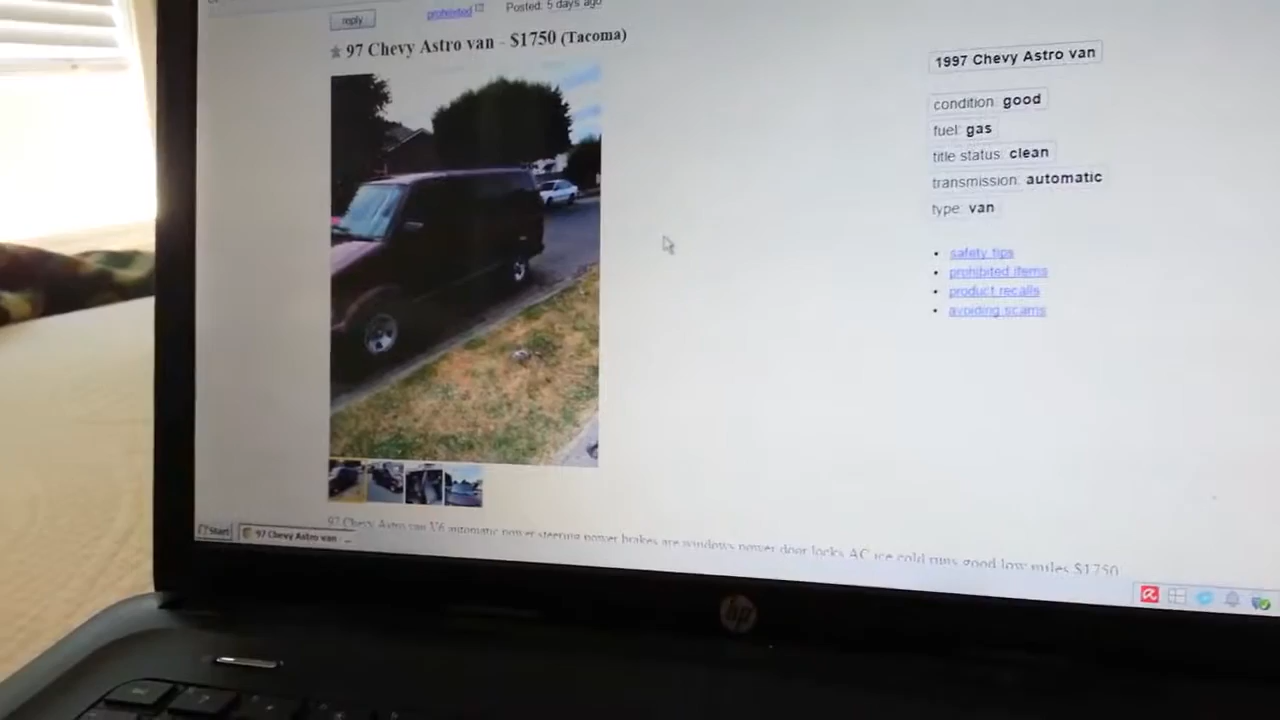 reply
prohibited [?]
Posted: 5 days ago
★ 97 Chevy Astro van - $1750 (Tacoma)
1997 Chevy Astro van
condition: good
fuel: gas
title status: clean
transmission: automatic
type: van
• safety tips
• prohibited items
• product recalls
• avoiding scams
97 Chevy Astro van V6 automatic power steering power brakes are windows power door locks AC ice cold runs good low miles $1750
Start
97 Chevy Astro van - ...
hp